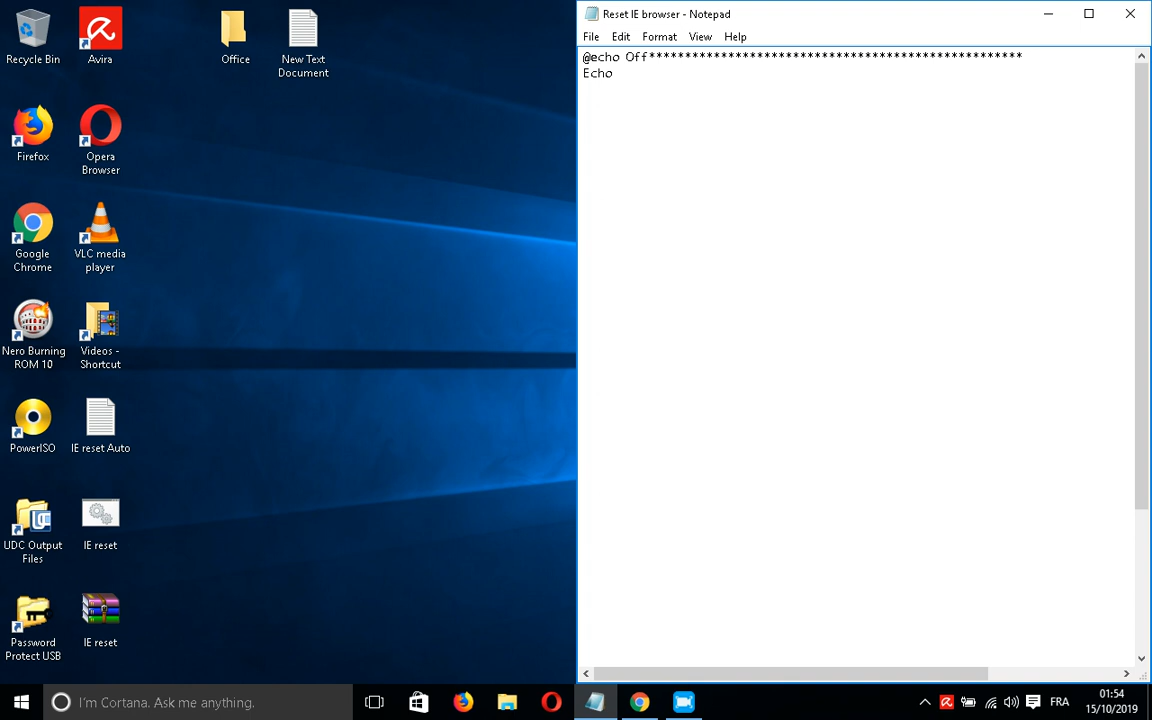 Recycle Bin
Avira
Office
New Text
Document
Firefox
Opera
Browser
Google
Chrome
VLC media
player
Nero Burning
ROM 10
Videos -
Shortcut
PowerISO
IE reset Auto
UDC Output
Files
IE reset
Password
Protect USB
IE reset
Reset IE browser - Notepad
File Edit Format View Help
@echo Off****************************************************
Echo
I'm Cortana. Ask me anything.
FRA
01:54
15/10/2019